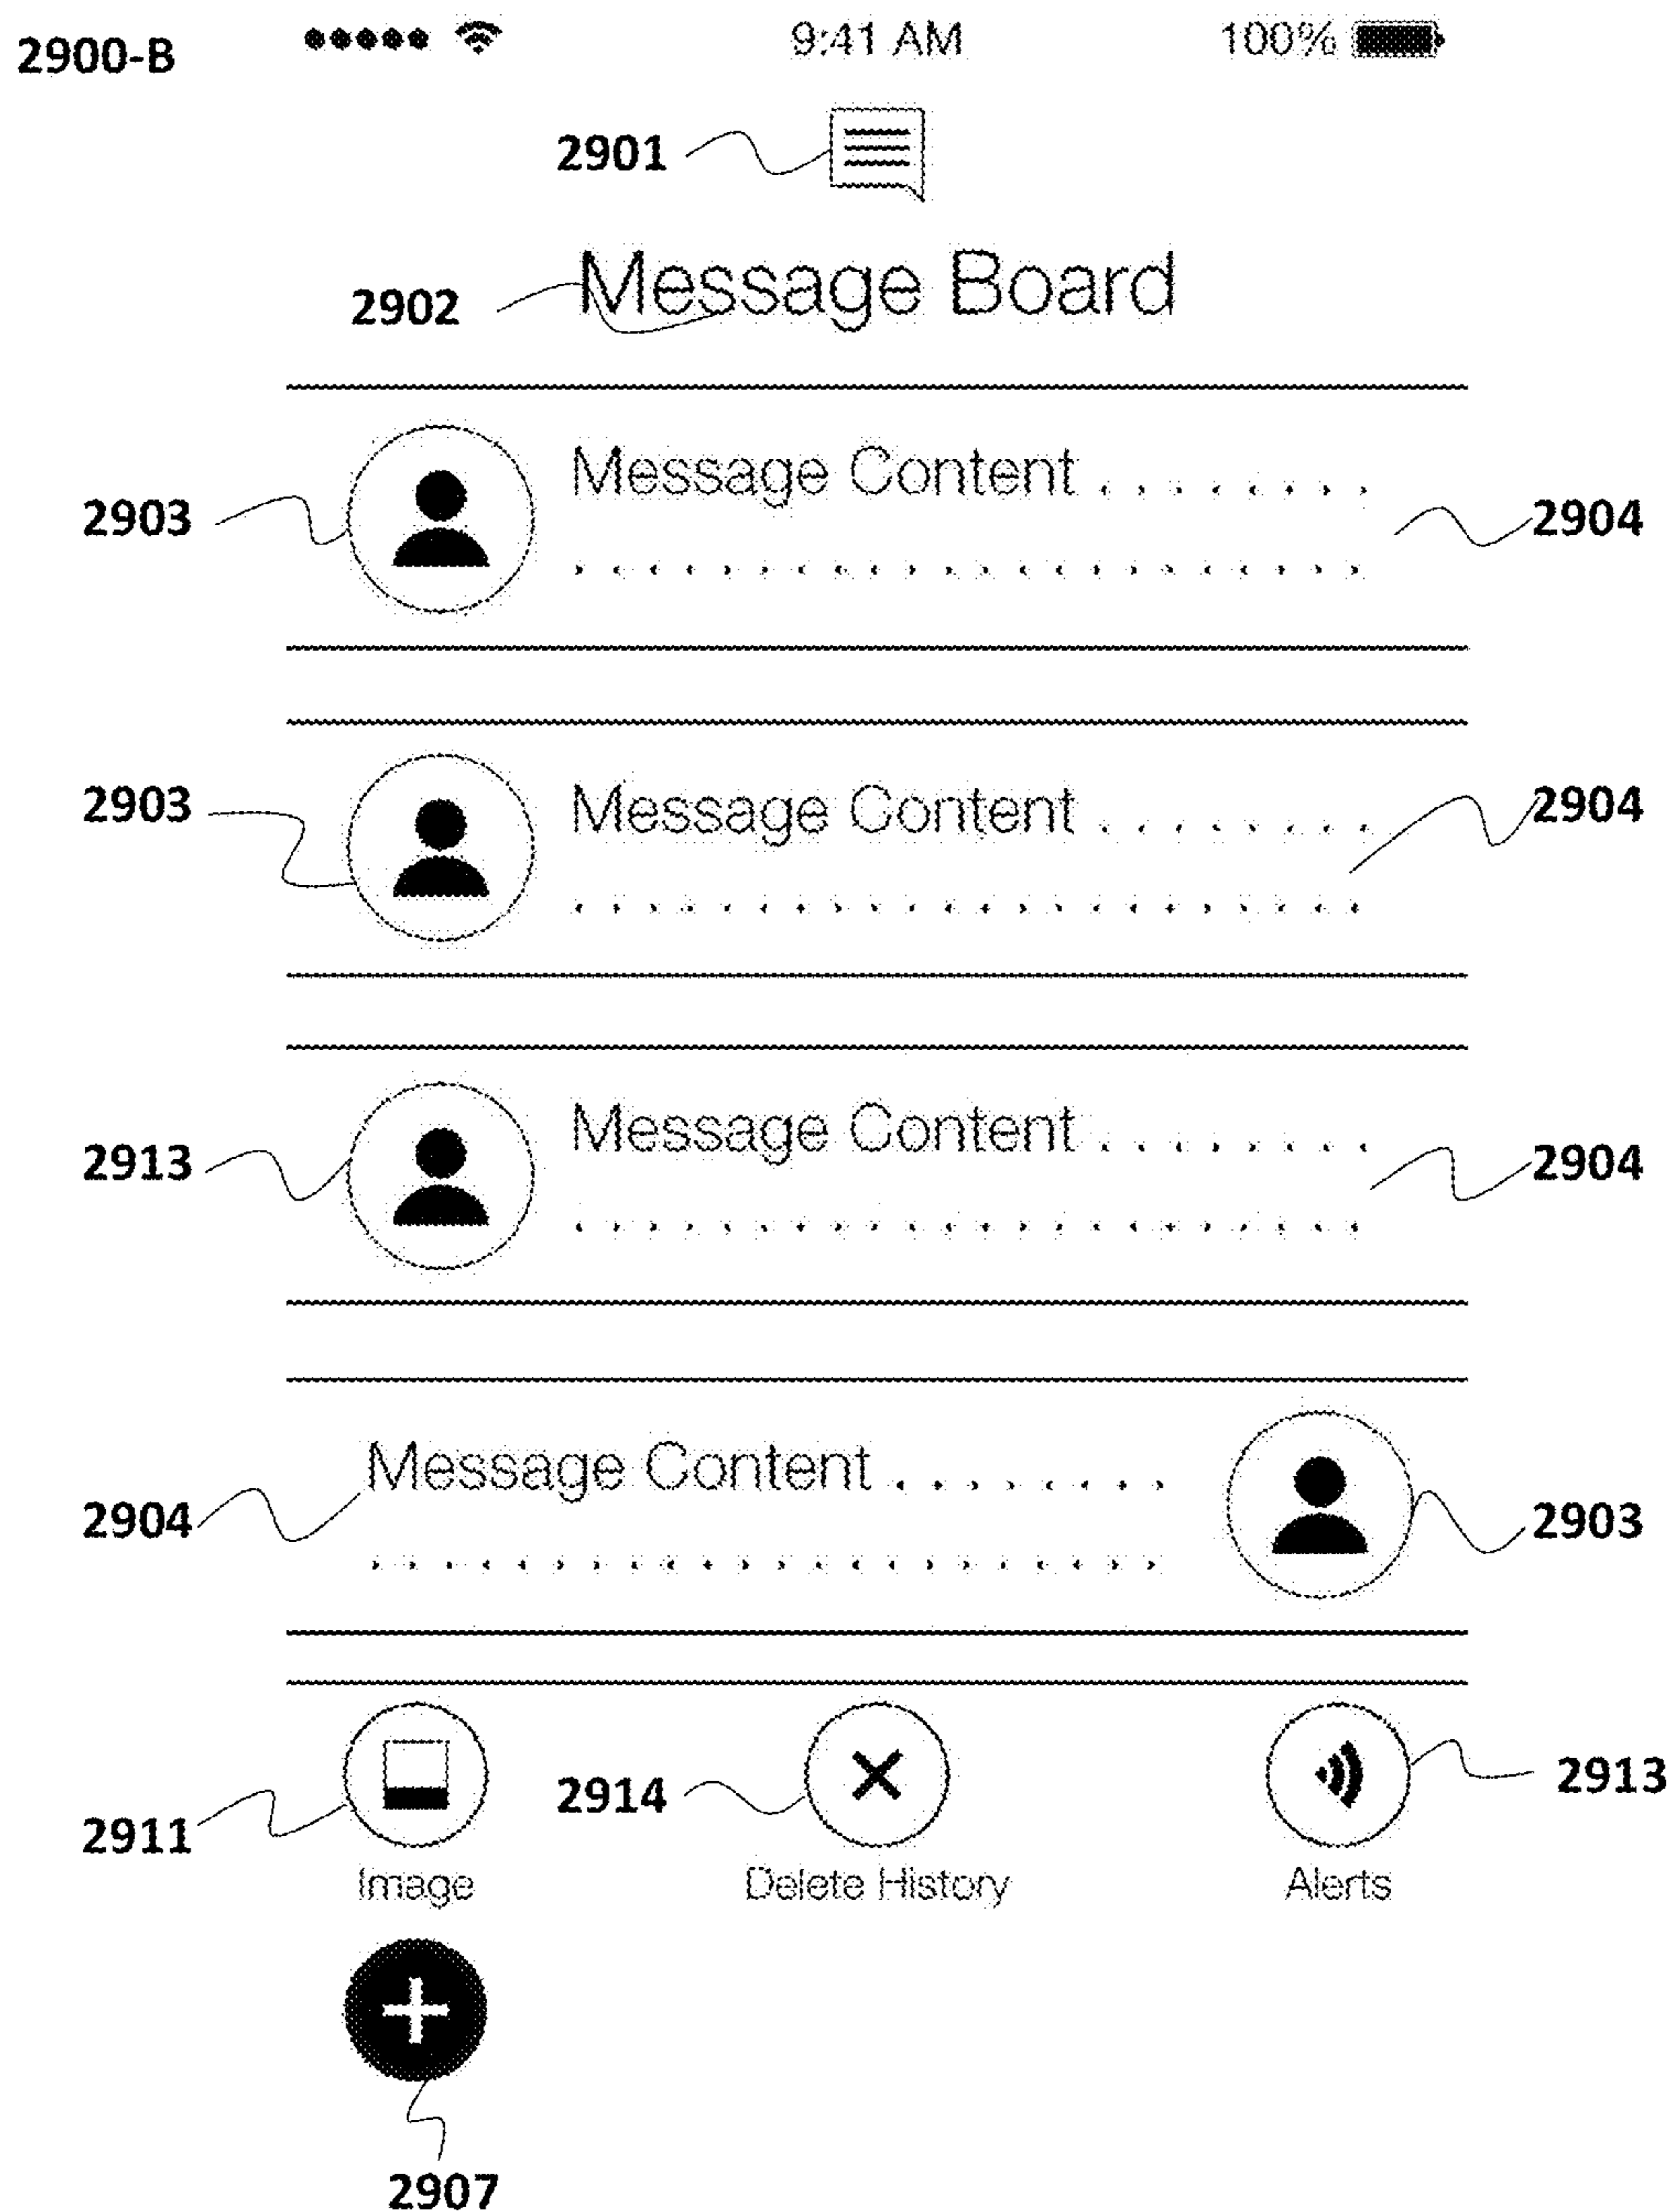 2900-B 9:41 AM 100%
2901
Message Board
2902
Message Content . . . . . . . .
2903 2904
. . . . . . . . . . . . . . . . . . . . . .
Message Content . . . . . . . .
2903 2904
. . . . . . . . . . . . . . . . . . . . . .
Message Content . . . . . . . .
2913 2904
. . . . . . . . . . . . . . . . . . . . . .
Message Content . . . . . . . .
2904 2903
. . . . . . . . . . . . . . . . . . . . . .
2914 2913
2911
Image Delete History Alerts
2907